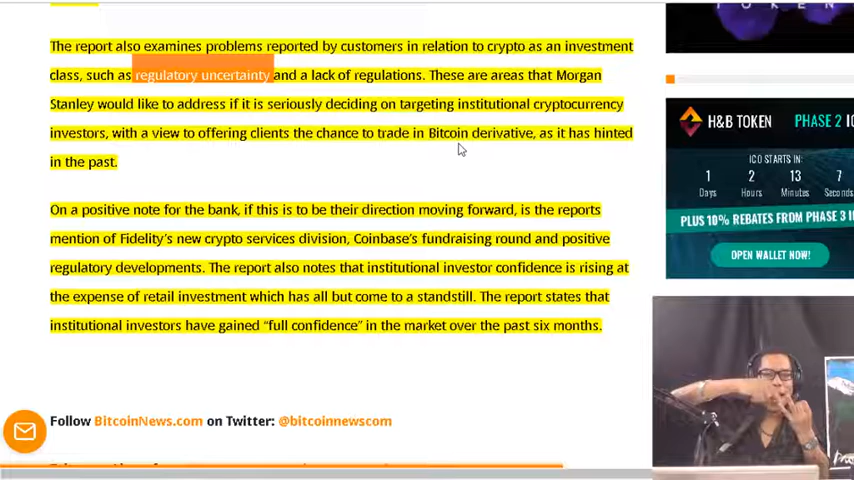 TOKEN
The report also examines problems reported by customers in relation to crypto as an investment
class, such as regulatory uncertainty and a lack of regulations. These are areas that Morgan
Stanley would like to address if it is seriously deciding on targeting institutional cryptocurrency
investors, with a view to offering clients the chance to trade in Bitcoin derivative, as it has hinted
in the past.
On a positive note for the bank, if this is to be their direction moving forward, is the reports
mention of Fidelity's new crypto services division, Coinbase's fundraising round and positive
regulatory developments. The report also notes that institutional investor confidence is rising at
the expense of retail investment which has all but come to a standstill. The report states that
institutional investors have gained “full confidence” in the market over the past six months.
Follow BitcoinNews.com on Twitter: @bitcoinnewscom
H&B TOKEN PHASE 2
ICO STARTS IN:
1 2 13 7
Days Hours Minutes Seconds
PLUS 10% REBATES FROM PHASE 3
OPEN WALLET NOW!